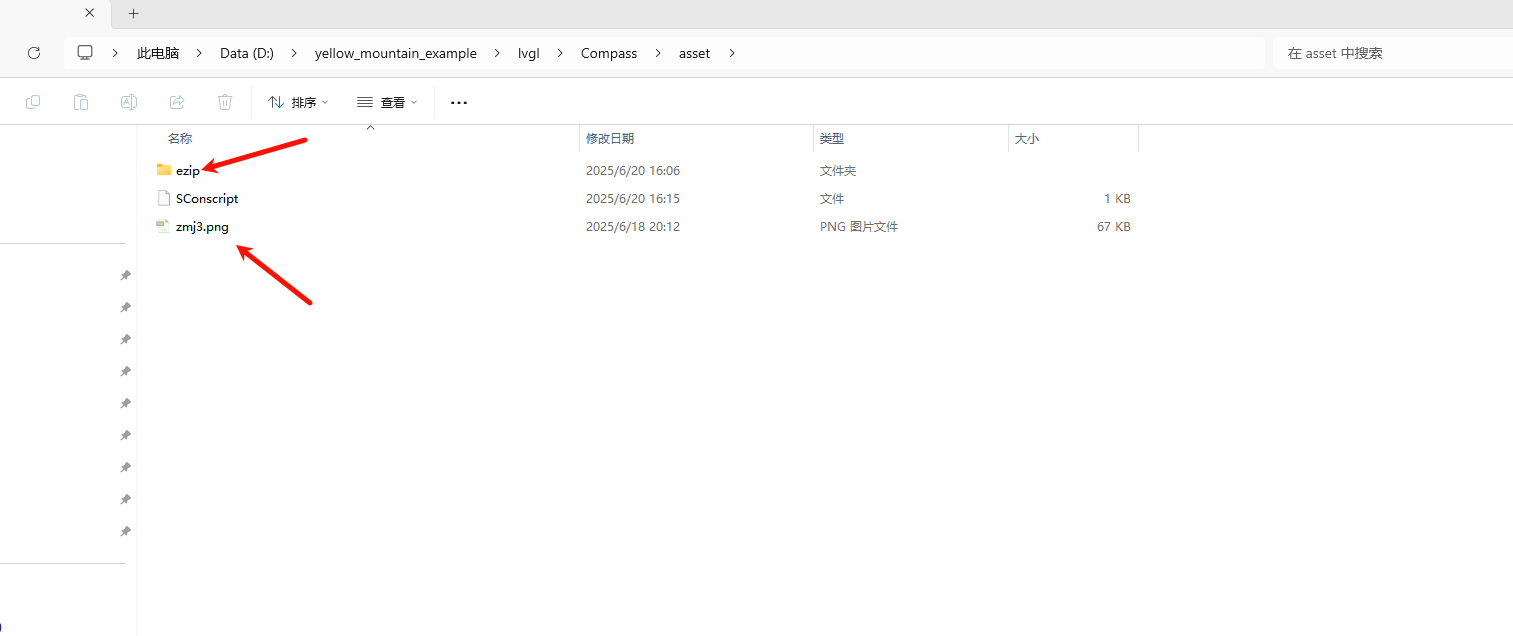 此电脑 Data (D:) yellow_mountain_example lvgl Compass asset 在 asset 中搜索
排序 查看
名称 修改日期 类型 大小
ezip 2025/6/20 16:06 文件夹
SConscript 2025/6/20 16:15 文件 1 KB
zmj3.png 2025/6/18 20:12 PNG 图片文件 67 KB